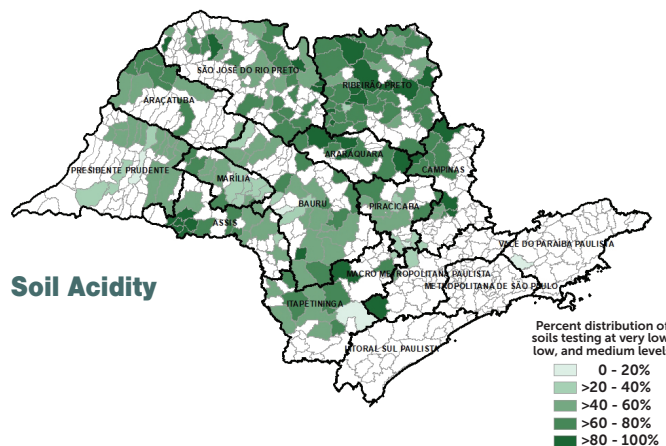 SÃO JOSÉ DO RIO PRETO
RIBEIRÃO PRETO
ARAÇATUBA
ARARAQUARA
PRESIDENTE PRUDENTE
CAMPINAS
MARÍLIA
BAURU
PIRACICABA
ASSIS
VALE DO PARAÍBA PAULISTA
MACRO METROPOLITANA PAULISTA
METROPOLITANA DE SÃO PAULO
Soil Acidity
ITAPETININGA
LITORAL SUL PAULISTA
Percent distribution of
soils testing at very low
low, and medium level
0 - 20%
>20 - 40%
>40 - 60%
>60 - 80%
>80 - 100%